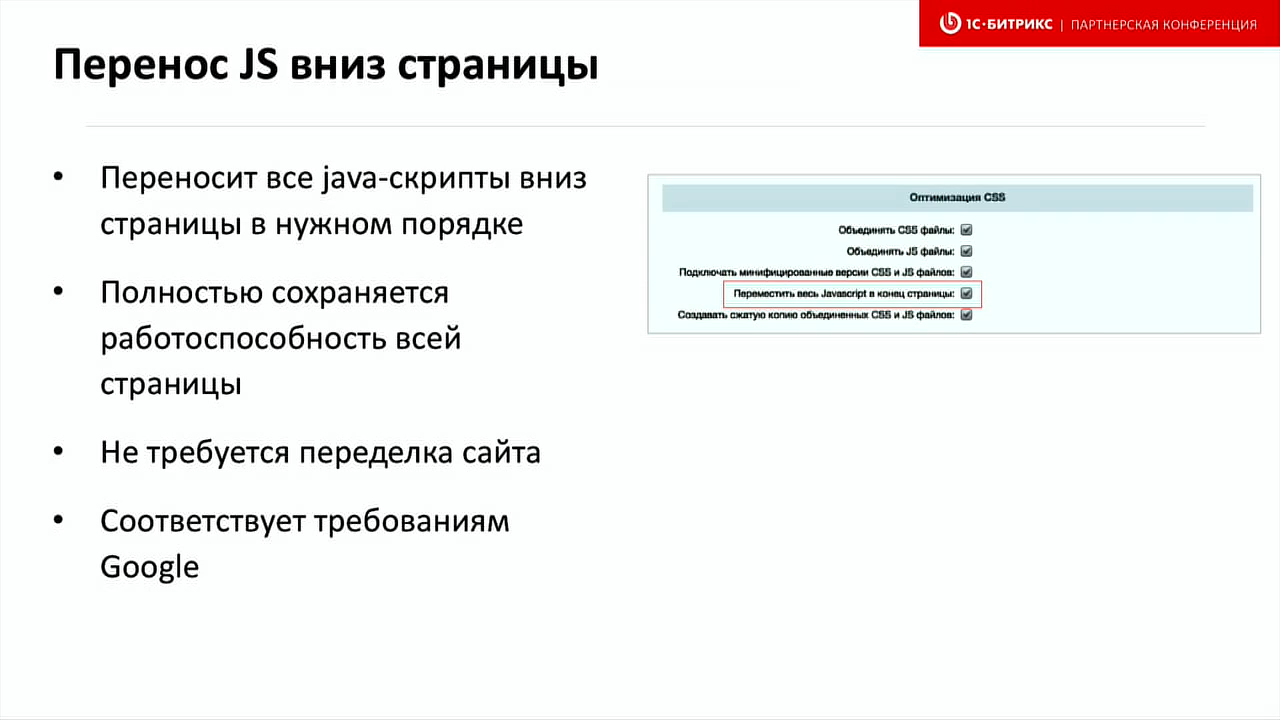 1С-БИТРИКС | ПАРТНЕРСКАЯ КОНФЕРЕНЦИЯ
Перенос JS вниз страницы
• Переносит все java-скрипты вниз
страницы в нужном порядке
• Полностью сохраняется
работоспособность всей
страницы
• Не требуется переделка сайта
• Соответствует требованиям
Google
Оптимизация CSS
Объединять CSS файлы:
Объединять JS файлы:
Подключать минифицированные версии CSS и JS файлов:
Переместить весь Javascript в конец страницы:
Создавать сжатую копию объединенных CSS и JS файлов: